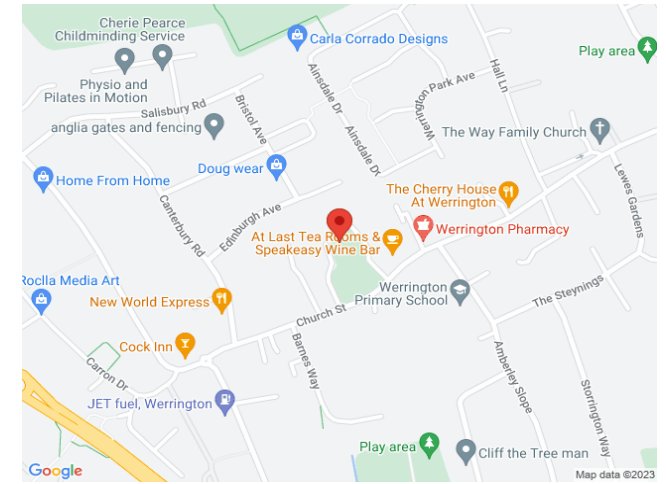 Cherie Pearce
Childminding Service
Carla Corrado Designs
Play area
Physio and
Pilates in Motion
Ainsdale Dr
Hall Ln
Werrington Park Ave
Salisbury Rd
Bristol Ave
anglia gates and fencing
Ainsdale Dr
The Way Family Church
Doug wear
Home From Home
The Cherry House
At Werrington
Lewes Gardens
Canterbury Rd
Edinburgh Ave
At Last Tea Rooms &
Speakeasy Wine Bar
Werrington Pharmacy
Roclla Media Art
New World Express
Werrington
Primary School
The Steynings
Church St
Cock Inn
Barnes Way
Amberley Slope
Carron Dr
Storrington Way
JET fuel, Werrington
Play area
Cliff the Tree man
Google
Map data ©2023